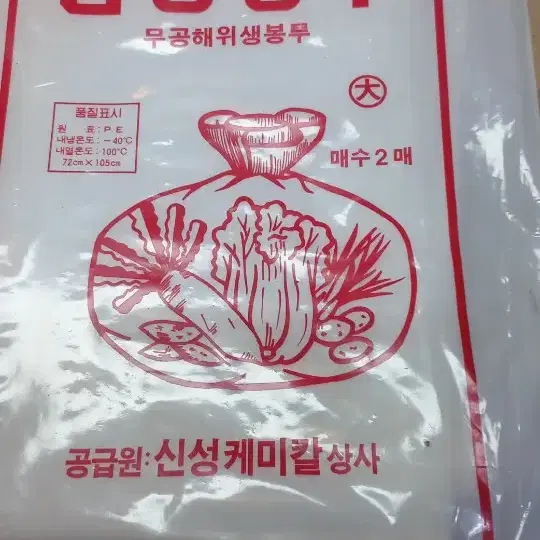 무공해위생봉투
大
품질표시
원 료 : P E
내냉온도 : －40℃
내열온도 : 100℃
72cm × 105cm
매수 2 매
공급원: 신성케미칼상사